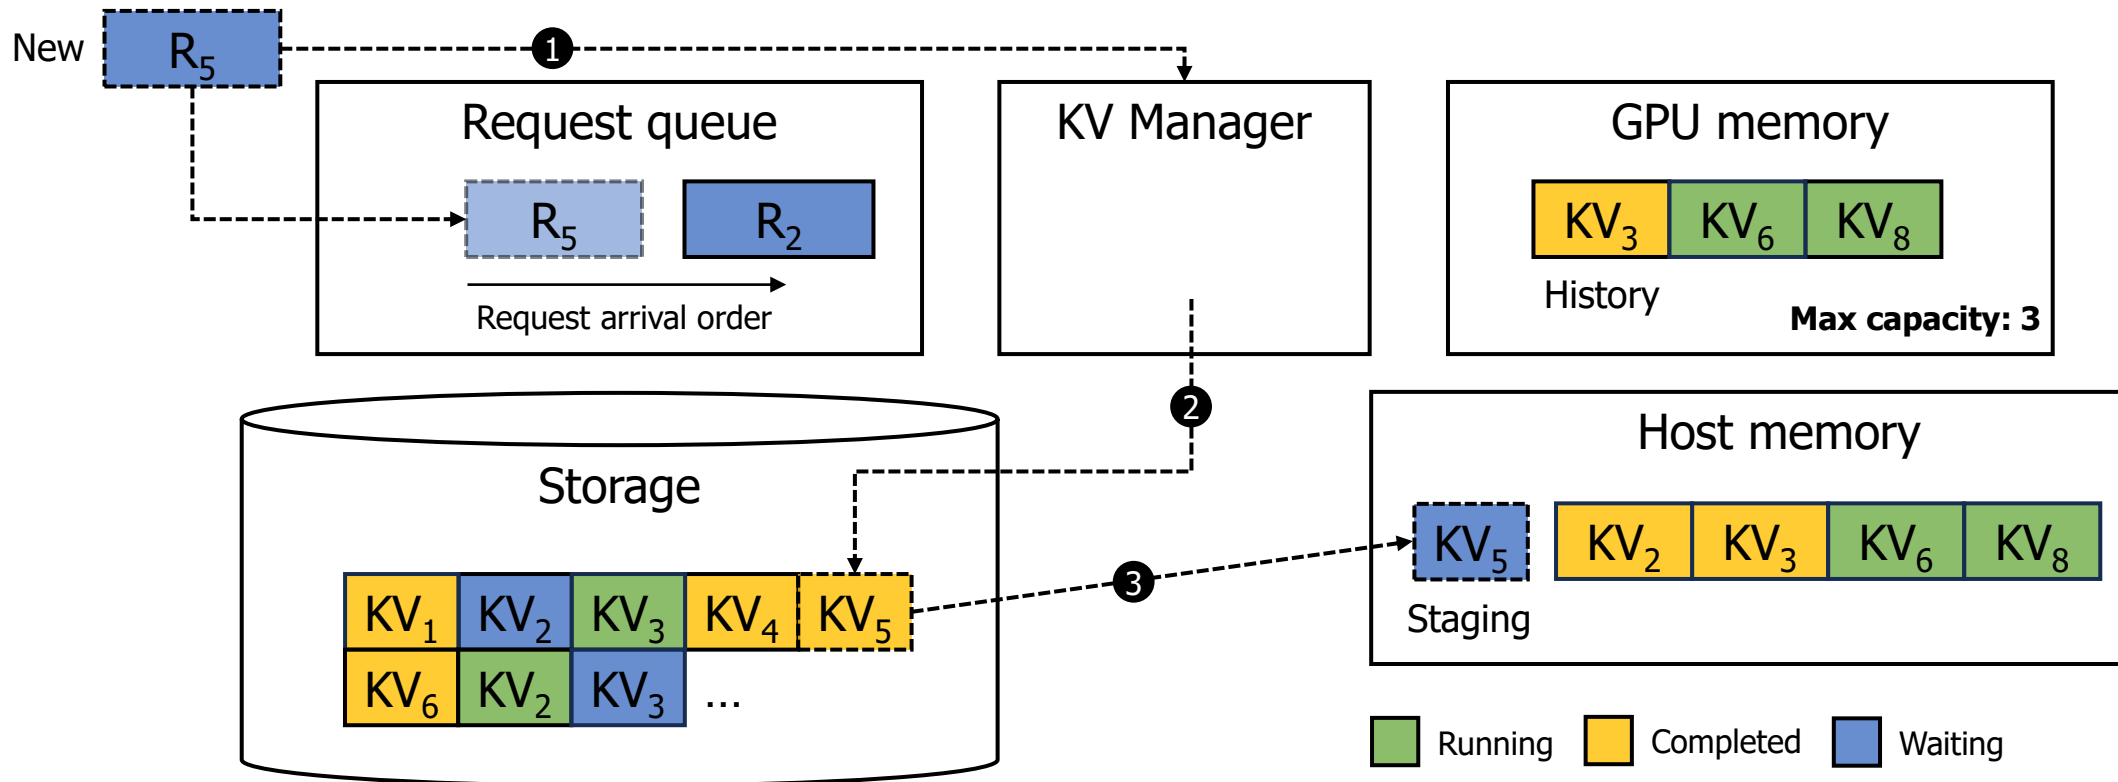 New
R5
1
Request queue
R5
R2
Request arrival order
KV Manager
GPU memory
KV3 KV6 KV8
History
Max capacity: 3
2
Storage
KV1 KV2 KV3 KV4 KV5
KV6 KV2 KV3 ...
3
Host memory
KV5 KV2 KV3 KV6 KV8
Staging
Running Completed Waiting